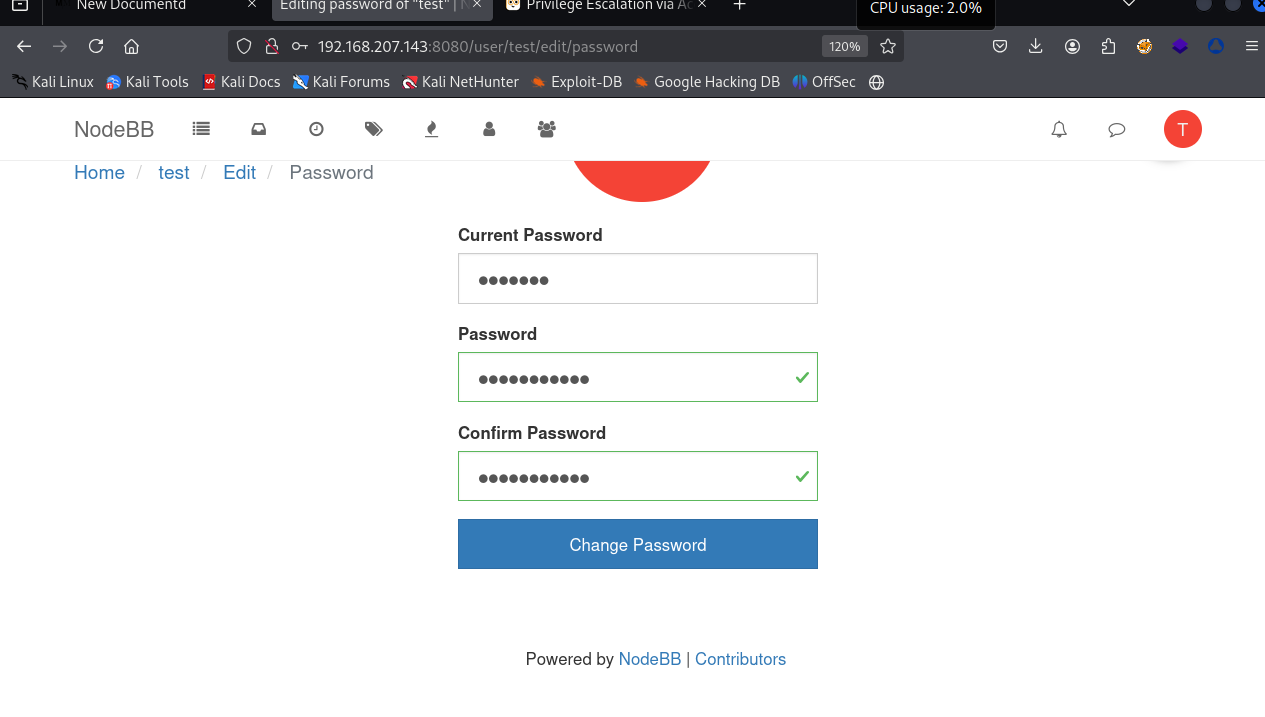 New Documentd
Editing password of "test" | N
Privilege Escalation via Ac
CPU usage: 2.0%
192.168.207.143:8080/user/test/edit/password
120%
Kali Linux
Kali Tools
Kali Docs
Kali Forums
Kali NetHunter
Exploit-DB
Google Hacking DB
OffSec
NodeBB
T
Home / test / Edit / Password
Current Password
Password
Confirm Password
Change Password
Powered by NodeBB | Contributors